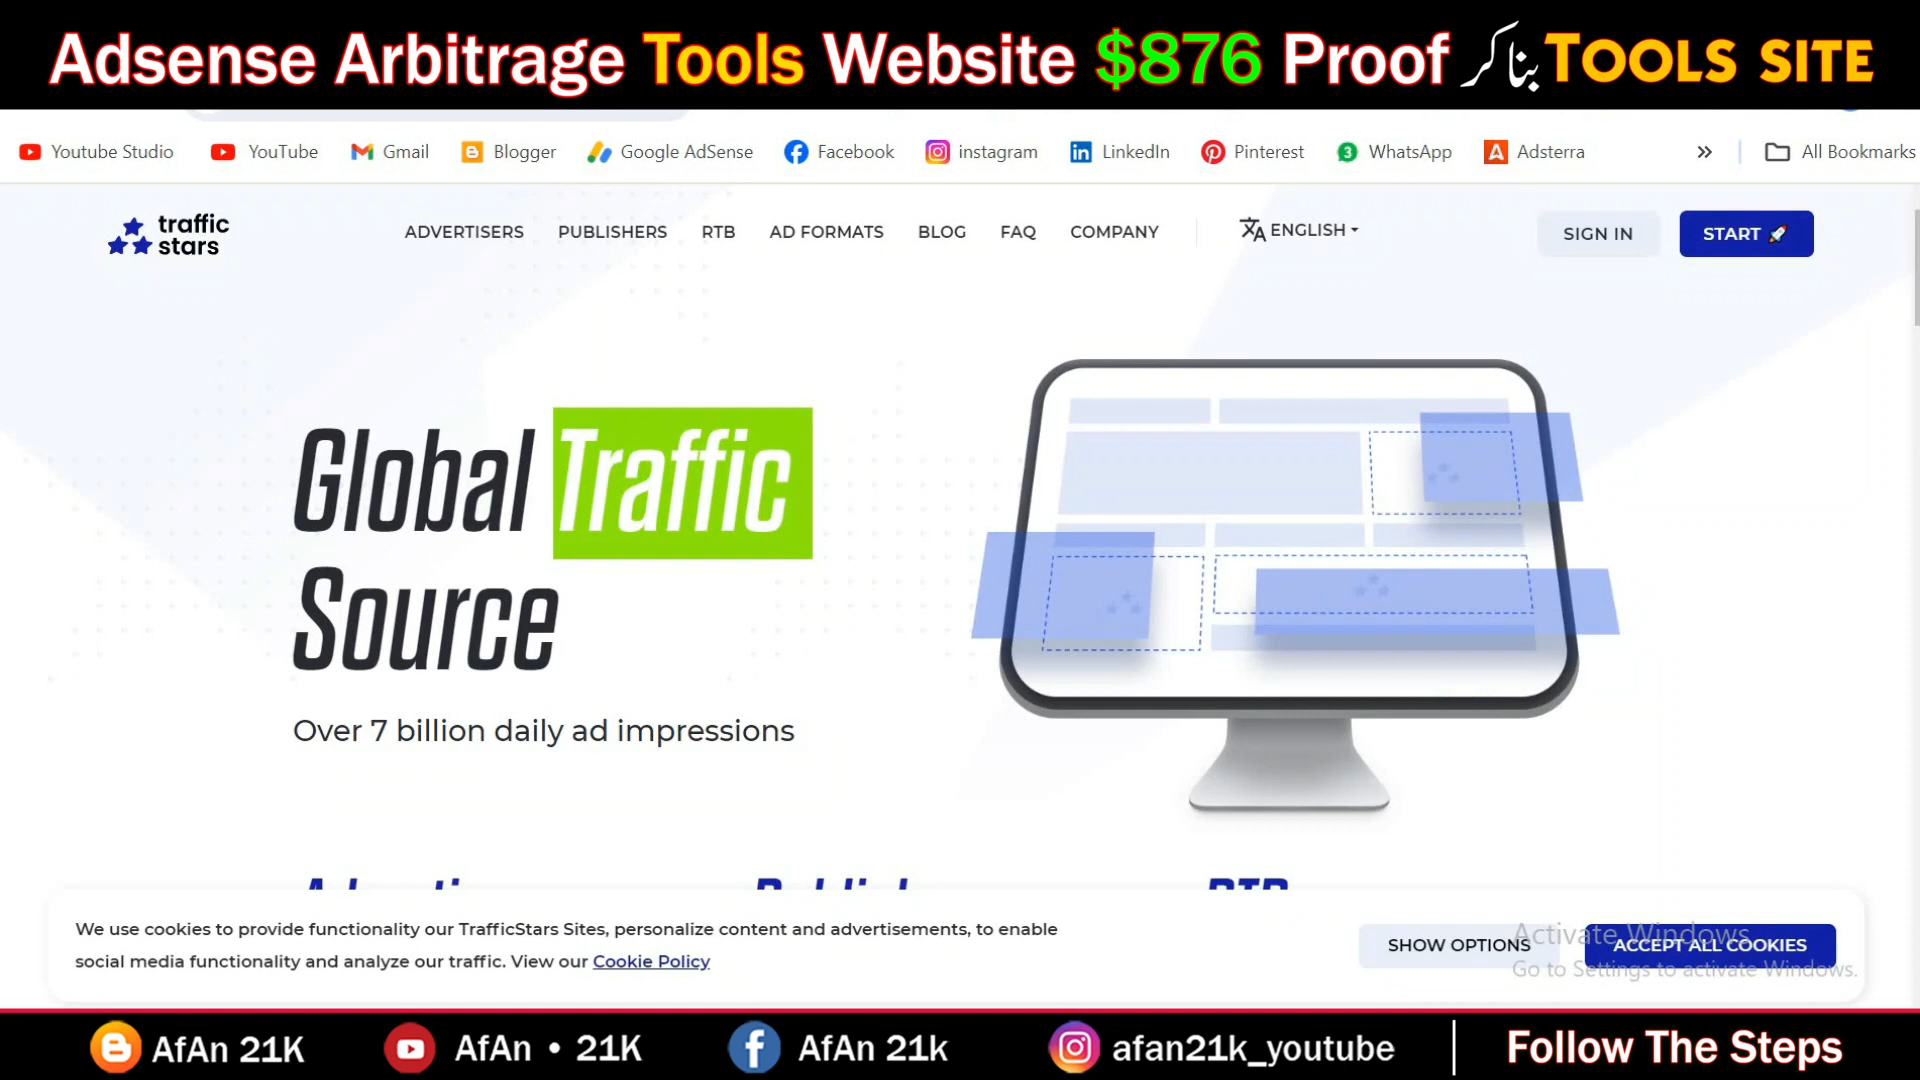 Adsense Arbitrage Tools Website $876 Proof بنا کر TOOLS SITE
Youtube Studio YouTube Gmail Blogger Google AdSense Facebook instagram LinkedIn Pinterest 3 WhatsApp Adsterra » All Bookmarks
traffic stars
ADVERTISERS PUBLISHERS RTB AD FORMATS BLOG FAQ COMPANY ENGLISH SIGN IN START
Global Traffic
Source
Over 7 billion daily ad impressions
We use cookies to provide functionality our TrafficStars Sites, personalize content and advertisements, to enable
social media functionality and analyze our traffic. View our Cookie Policy
SHOW OPTIONS ACCEPT ALL COOKIES
Activate Windows
Go to Settings to activate Windows.
AfAn 21K AfAn • 21K AfAn 21k afan21k_youtube Follow The Steps